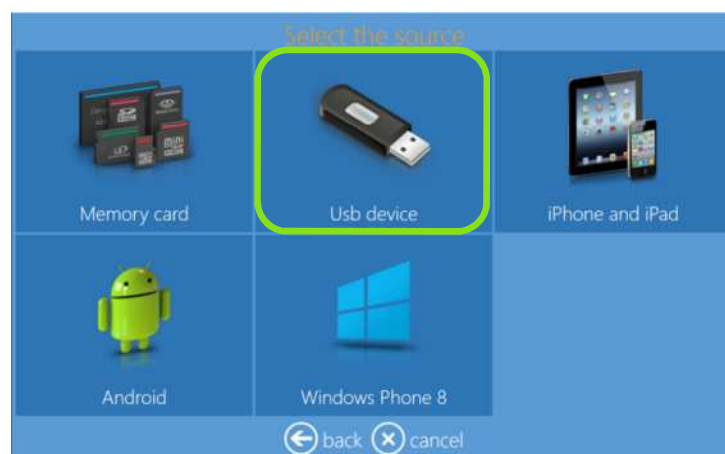 Select the source
Memory card
Usb device
iPhone and iPad
Android
Windows Phone 8
back
cancel